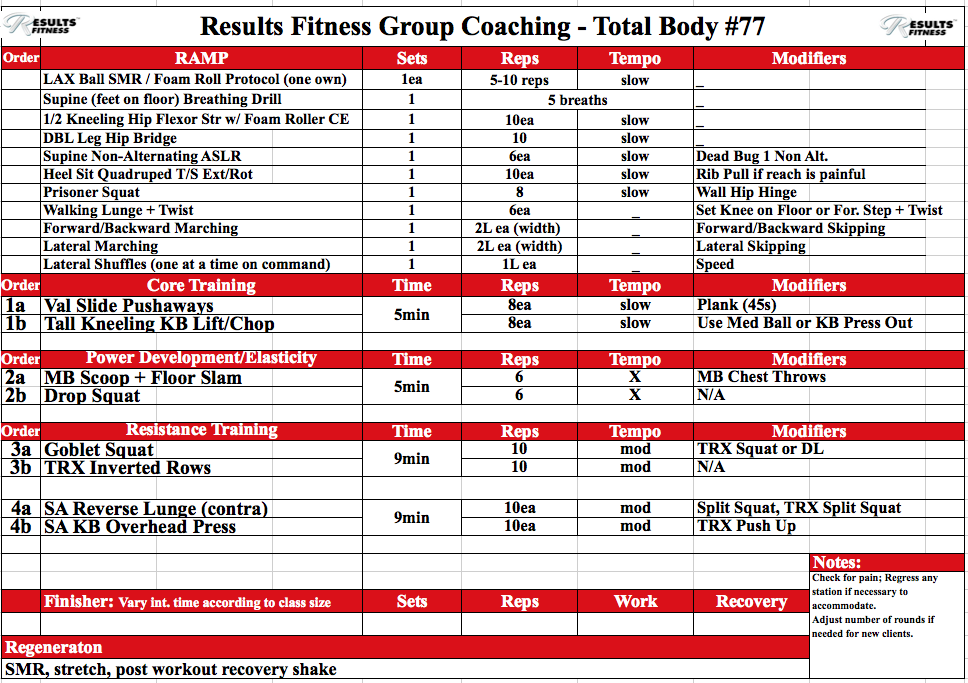 RESULTS FITNESS
Results Fitness Group Coaching - Total Body #77
RESULTS FITNESS
Order RAMP Sets Reps Tempo Modifiers
LAX Ball SMR / Foam Roll Protocol (one own) 1ea 5-10 reps slow _
Supine (feet on floor) Breathing Drill 1 5 breaths _
1/2 Kneeling Hip Flexor Str w/ Foam Roller CE 1 10ea slow _
DBL Leg Hip Bridge 1 10 slow _
Supine Non-Alternating ASLR 1 6ea slow Dead Bug 1 Non Alt.
Heel Sit Quadruped T/S Ext/Rot 1 10ea slow Rib Pull if reach is painful
Prisoner Squat 1 8 slow Wall Hip Hinge
Walking Lunge + Twist 1 6ea _ Set Knee on Floor or For. Step + Twist
Forward/Backward Marching 1 2L ea (width) _ Forward/Backward Skipping
Lateral Marching 1 2L ea (width) _ Lateral Skipping
Lateral Shuffles (one at a time on command) 1 1L ea _ Speed
Order Core Training Time Reps Tempo Modifiers
1a Val Slide Pushaways 5min 8ea slow Plank (45s)
1b Tall Kneeling KB Lift/Chop 8ea slow Use Med Ball or KB Press Out
Order Power Development/Elasticity Time Reps Tempo Modifiers
2a MB Scoop + Floor Slam 5min 6 X MB Chest Throws
2b Drop Squat 6 X N/A
Order Resistance Training Time Reps Tempo Modifiers
3a Goblet Squat 9min 10 mod TRX Squat or DL
3b TRX Inverted Rows 10 mod N/A
4a SA Reverse Lunge (contra) 9min 10ea mod Split Squat, TRX Split Squat
4b SA KB Overhead Press 10ea mod TRX Push Up
Notes:
Check for pain; Regress any
station if necessary to
accommodate.
Adjust number of rounds if
needed for new clients.
Finisher: Vary int. time according to class size Sets Reps Work Recovery
Regeneraton
SMR, stretch, post workout recovery shake